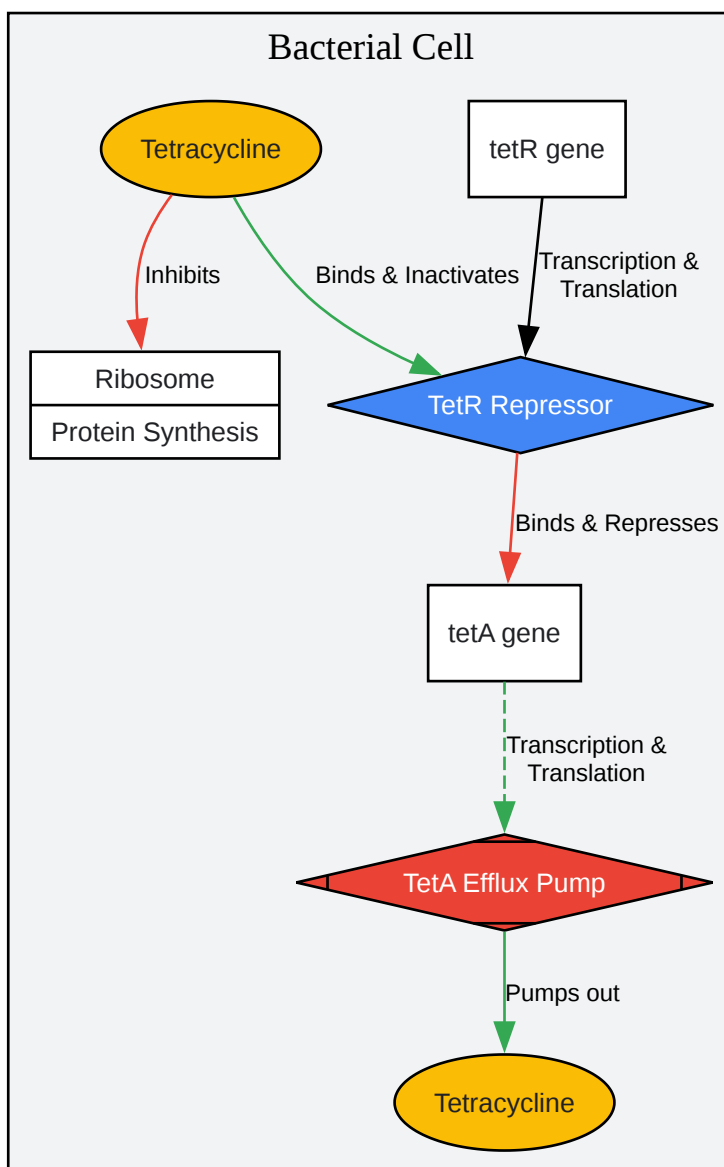 Bacterial Cell
Tetracycline
tetR gene
Inhibits
Binds & Inactivates
Transcription &
Translation
Ribosome
Protein Synthesis
TetR Repressor
Binds & Represses
tetA gene
Transcription &
Translation
TetA Efflux Pump
Pumps out
Tetracycline